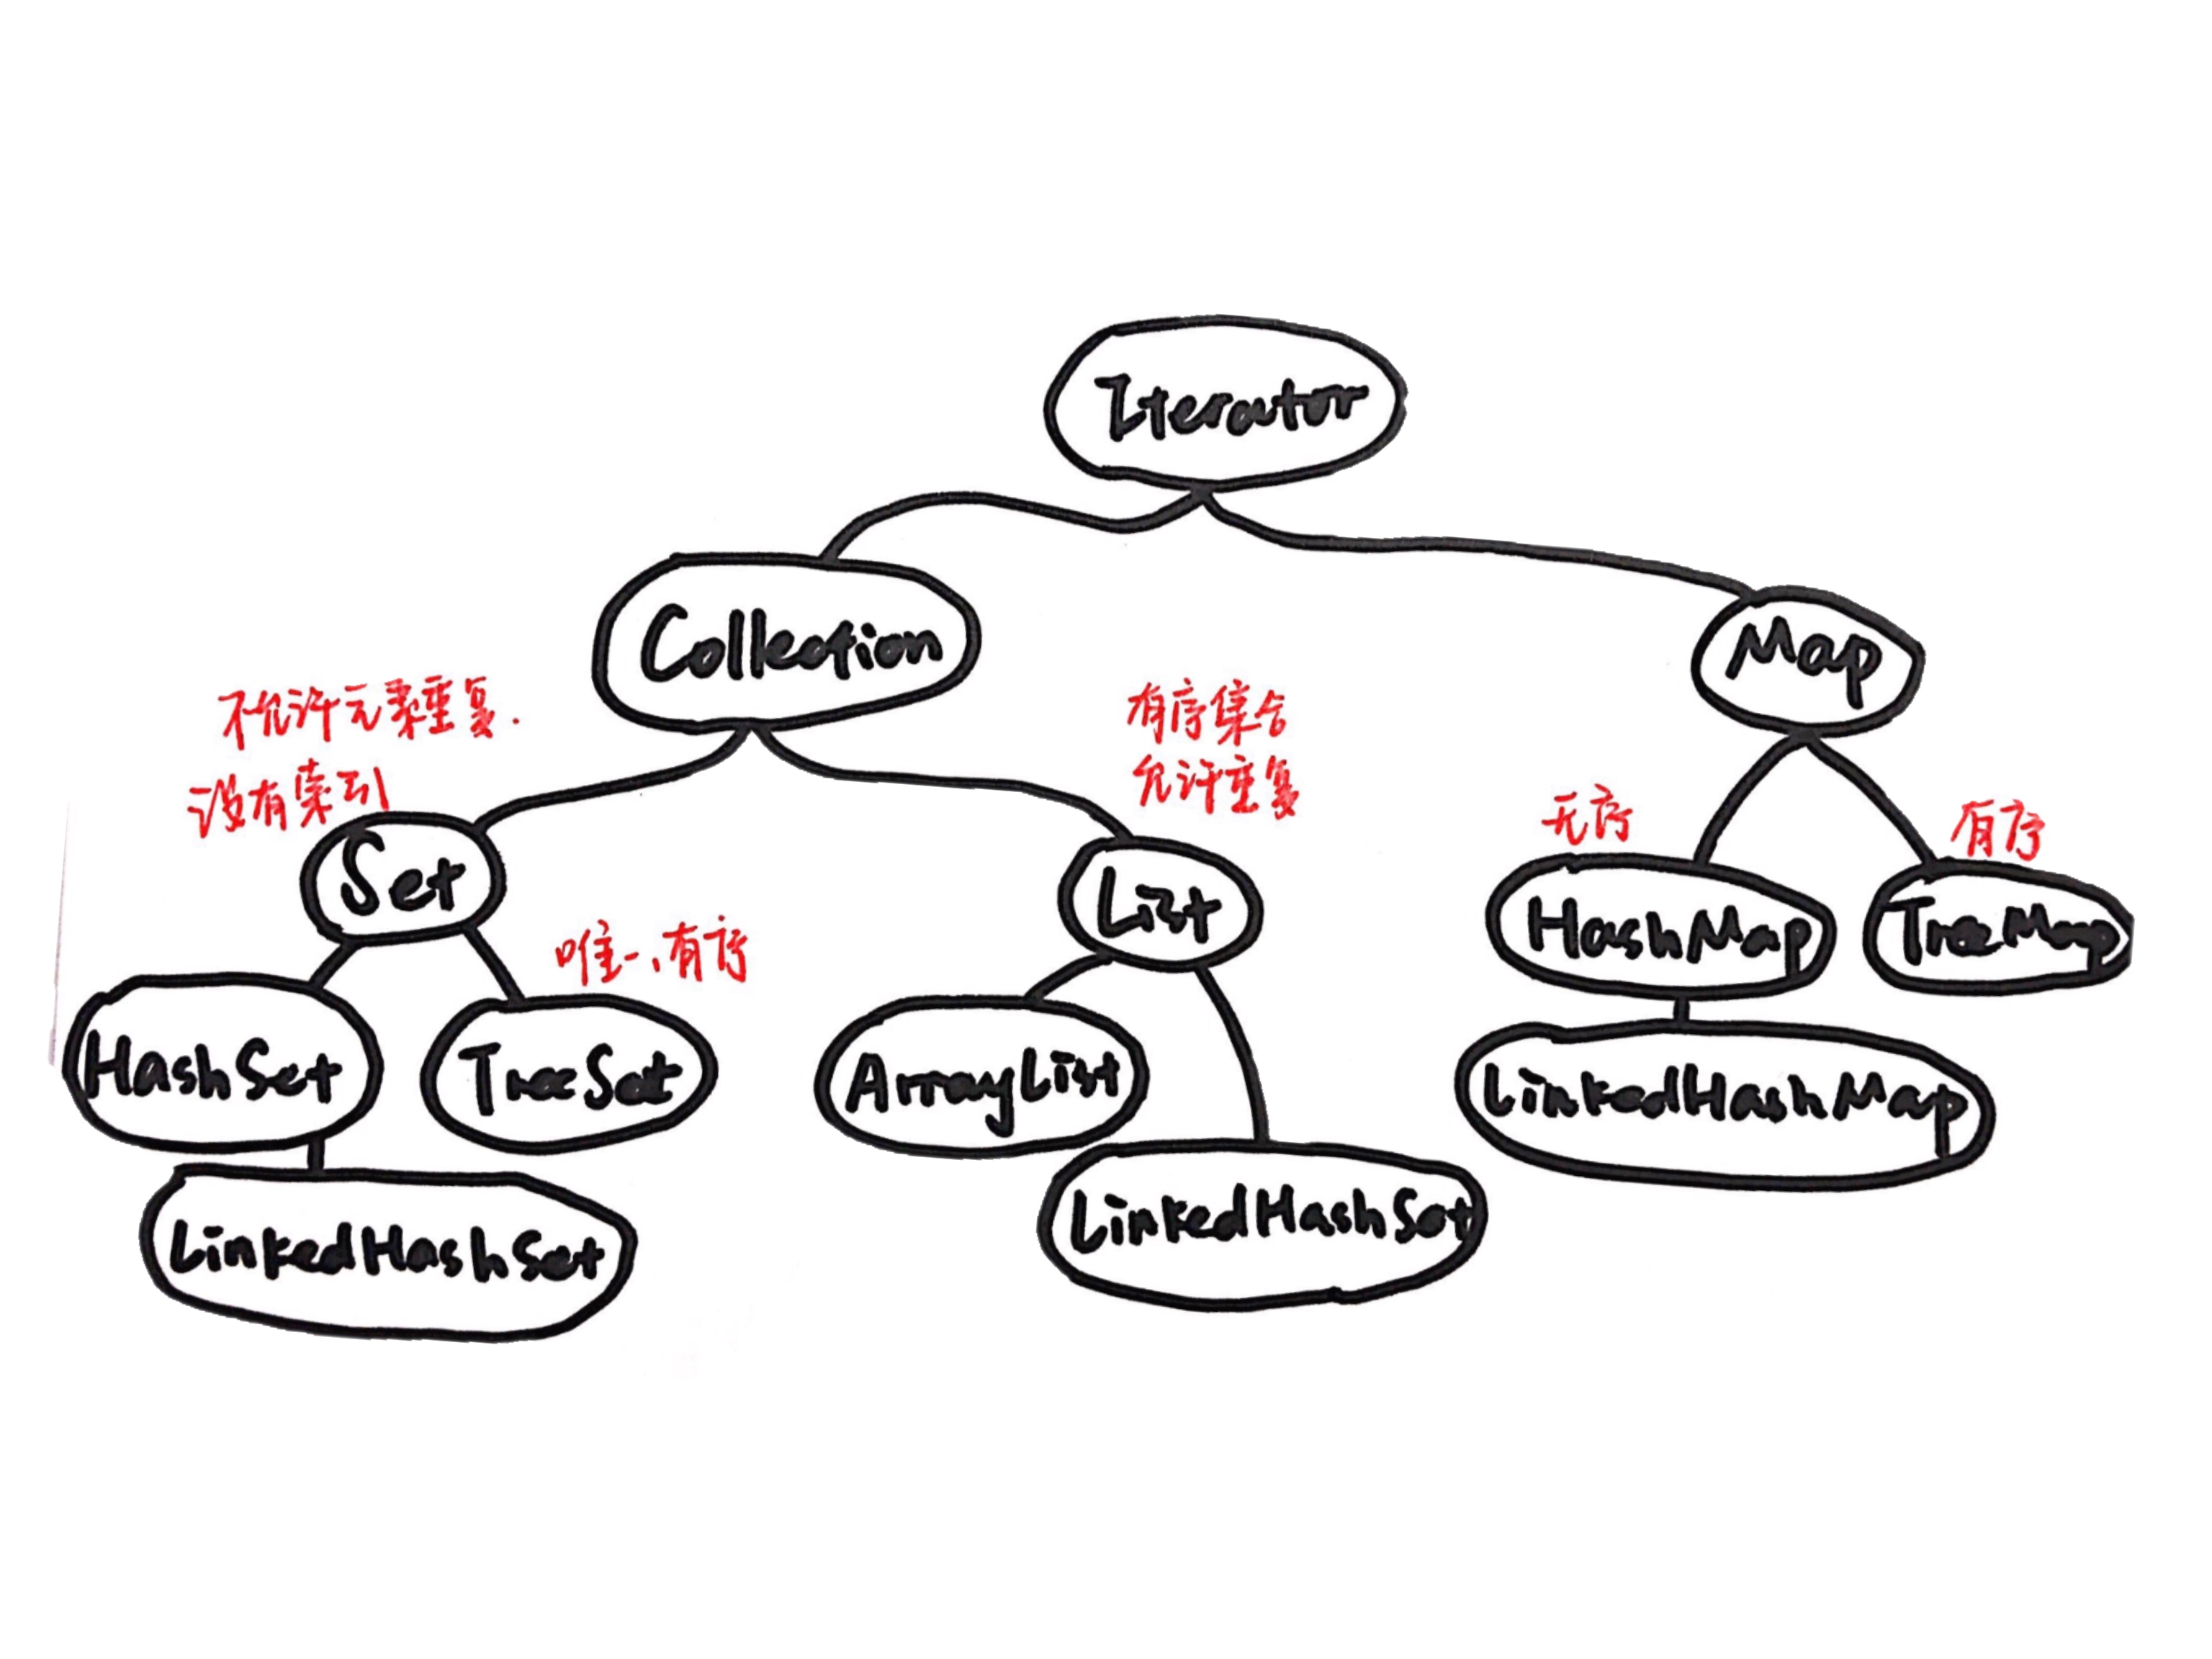 Iterator
Collection
Map
不允许元素重复.
没有索引
有序集合
允许重复
无序
有序
Set
List
HashMap
TreeMap
唯一、有序
HashSet
TreeSet
ArrayList
LinkedHashMap
LinkedHashSet
LinkedHashSet